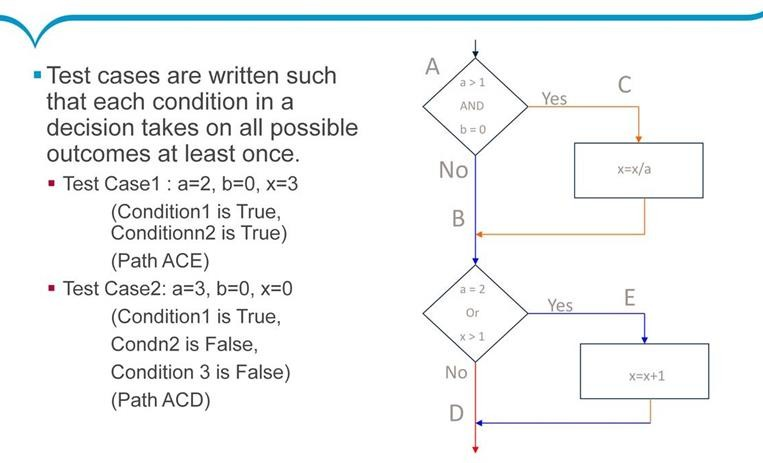 Test cases are written such
that each condition in a
decision takes on all possible
outcomes at least once.
Test Case1 : a=2, b=0, x=3
(Condition1 is True,
Conditionn2 is True)
(Path ACE)
Test Case2: a=3, b=0, x=0
(Condition1 is True,
Condn2 is False,
Condition 3 is False)
(Path ACD)
A
a > 1
AND
b = 0
Yes
C
x=x/a
No
B
a = 2
Or
x > 1
Yes
E
x=x+1
No
D